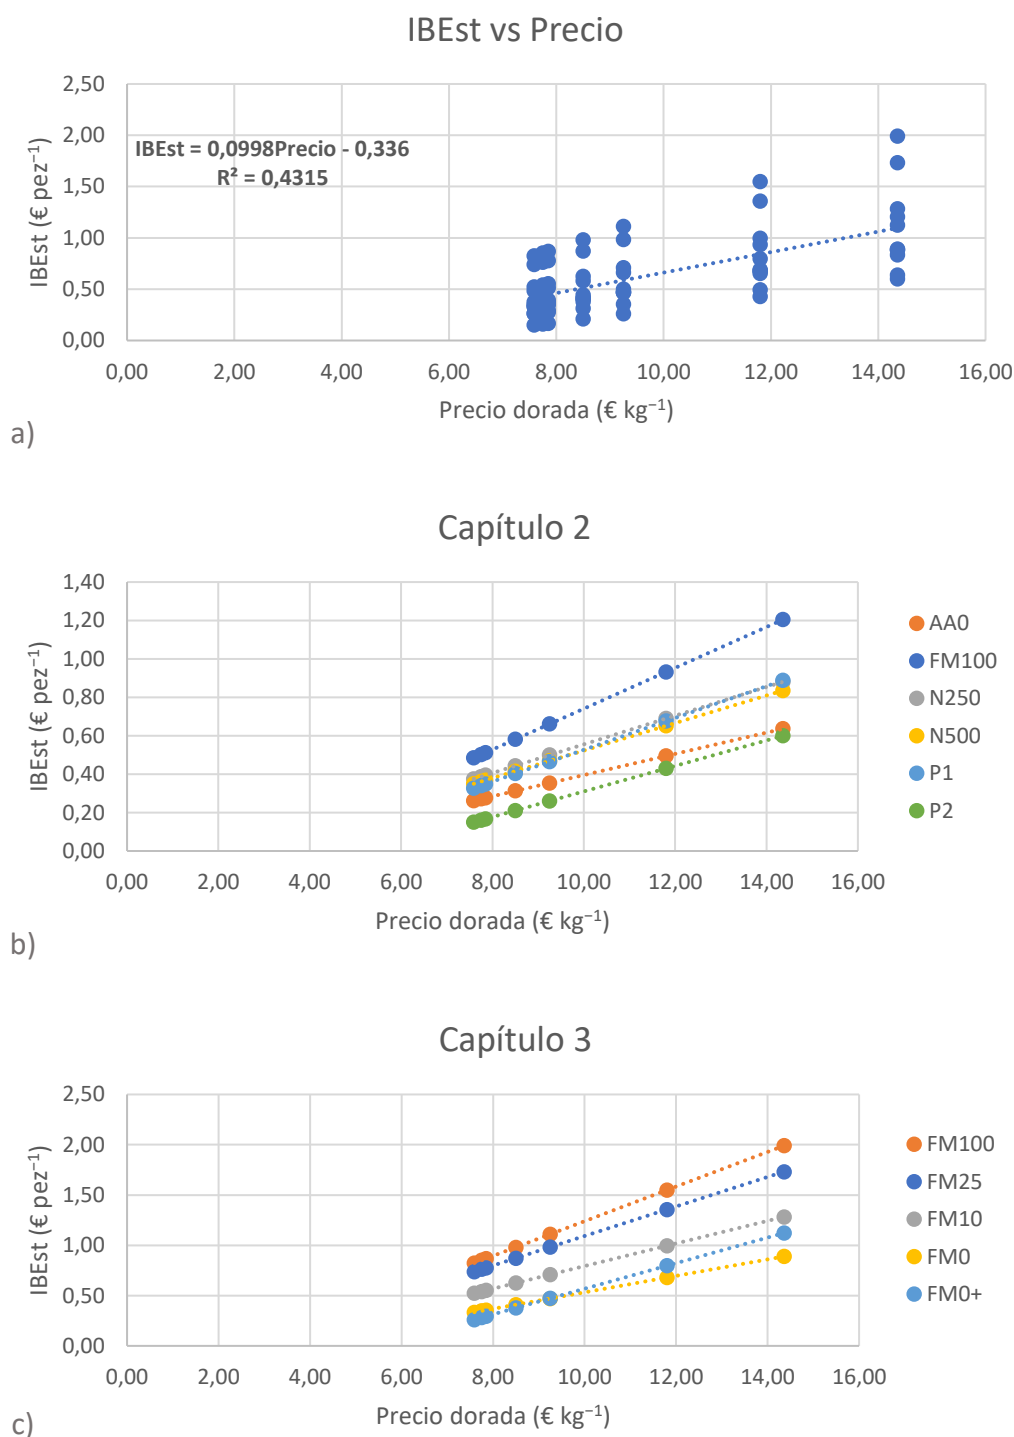 IBEst vs Precio
2,50
2,00
1,50
1,00
0,50
0,00
IBEst (€ pez⁻¹)
IBEst = 0,0998Precio - 0,336
R² = 0,4315
0,00 2,00 4,00 6,00 8,00 10,00 12,00 14,00 16,00
Precio dorada (€ kg⁻¹)
a)
Capítulo 2
1,40
1,20
1,00
0,80
0,60
0,40
0,20
0,00
IBEst (€ pez⁻¹)
0,00 2,00 4,00 6,00 8,00 10,00 12,00 14,00 16,00
Precio dorada (€ kg⁻¹)
AA0
FM100
N250
N500
P1
P2
b)
Capítulo 3
2,50
2,00
1,50
1,00
0,50
0,00
IBEst (€ pez⁻¹)
0,00 2,00 4,00 6,00 8,00 10,00 12,00 14,00 16,00
Precio dorada (€ kg⁻¹)
FM100
FM25
FM10
FM0
FM0+
c)